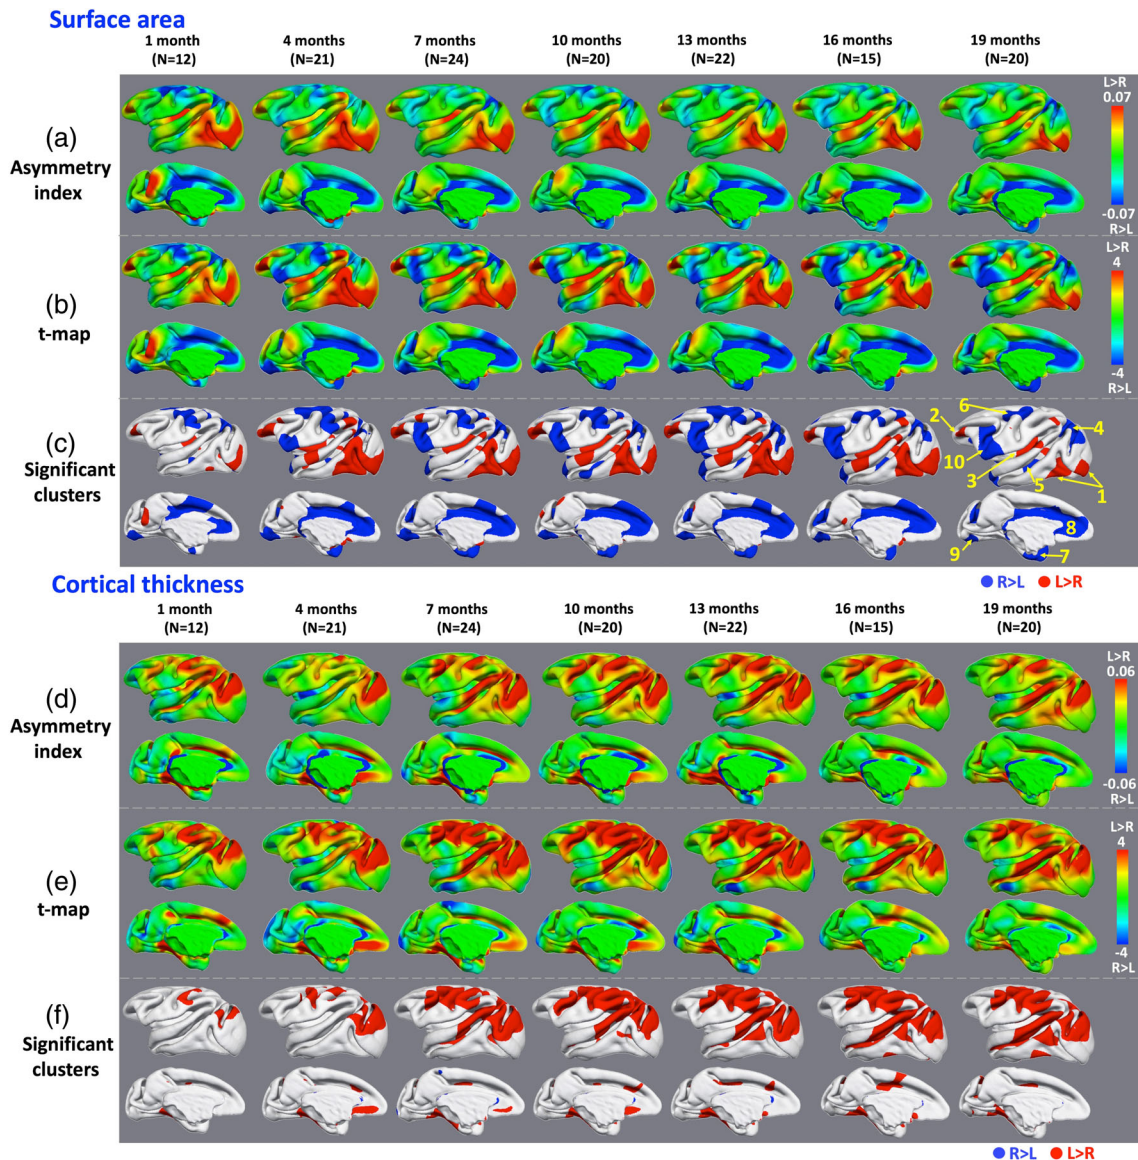 Surface area
1 month 4 months 7 months 10 months 13 months 16 months 19 months
(N=12) (N=21) (N=24) (N=20) (N=22) (N=15) (N=20)
L>R
0.07
(a)
Asymmetry
index
-0.07
R>L
L>R
4
(b)
t-map
-4
R>L
(c)
Significant
clusters
2 6 4
10
3 5 1
8
9 7
R>L L>R
Cortical thickness
1 month 4 months 7 months 10 months 13 months 16 months 19 months
(N=12) (N=21) (N=24) (N=20) (N=22) (N=15) (N=20)
L>R
0.06
(d)
Asymmetry
index
-0.06
R>L
L>R
4
(e)
t-map
-4
R>L
(f)
Significant
clusters
R>L L>R